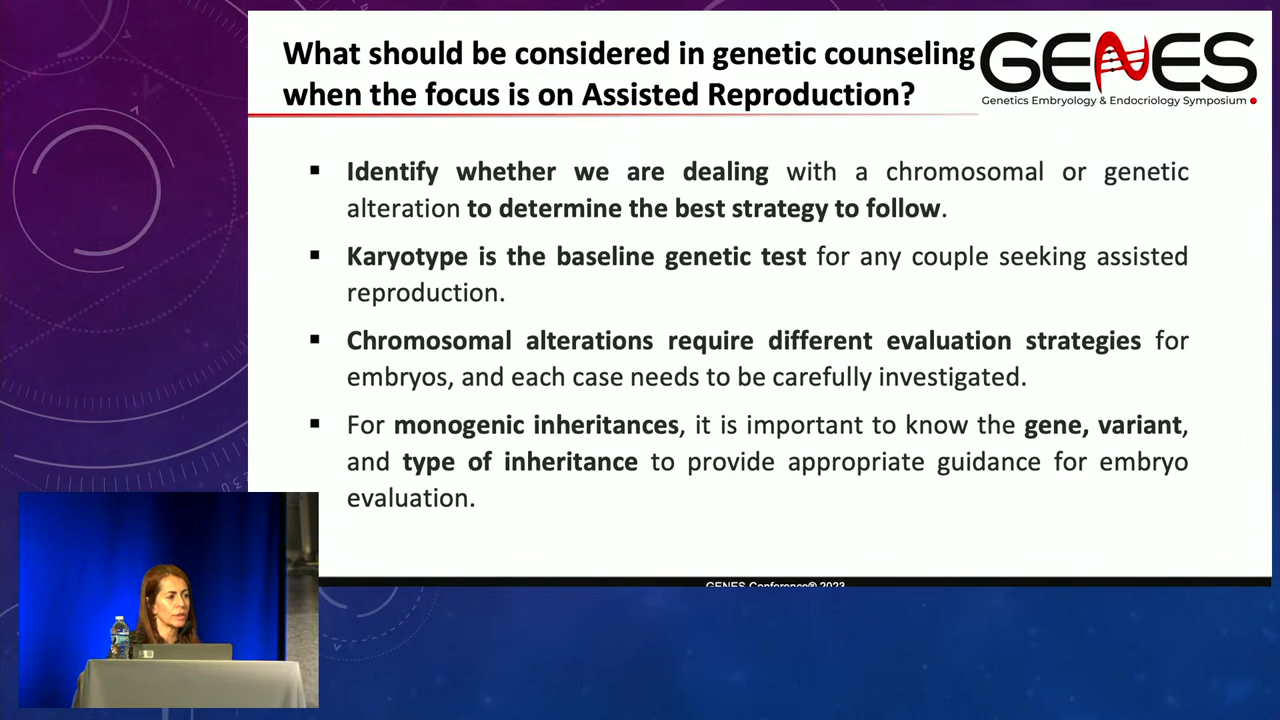 What should be considered in genetic counseling
when the focus is on Assisted Reproduction?
GENES
Genetics Embryology & Endocriology Symposium
▪ Identify whether we are dealing with a chromosomal or genetic
alteration to determine the best strategy to follow.
▪ Karyotype is the baseline genetic test for any couple seeking assisted
reproduction.
▪ Chromosomal alterations require different evaluation strategies for
embryos, and each case needs to be carefully investigated.
▪ For monogenic inheritances, it is important to know the gene, variant,
and type of inheritance to provide appropriate guidance for embryo
evaluation.
GENES Conference® 2023